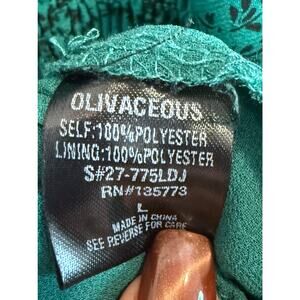 OLIVACEOUS
SELF:100%POLYESTER
LINING:100%POLYESTER
S#27-775LDJ
RN#135773
L
MADE IN CHINA
SEE REVERSE FOR CARE